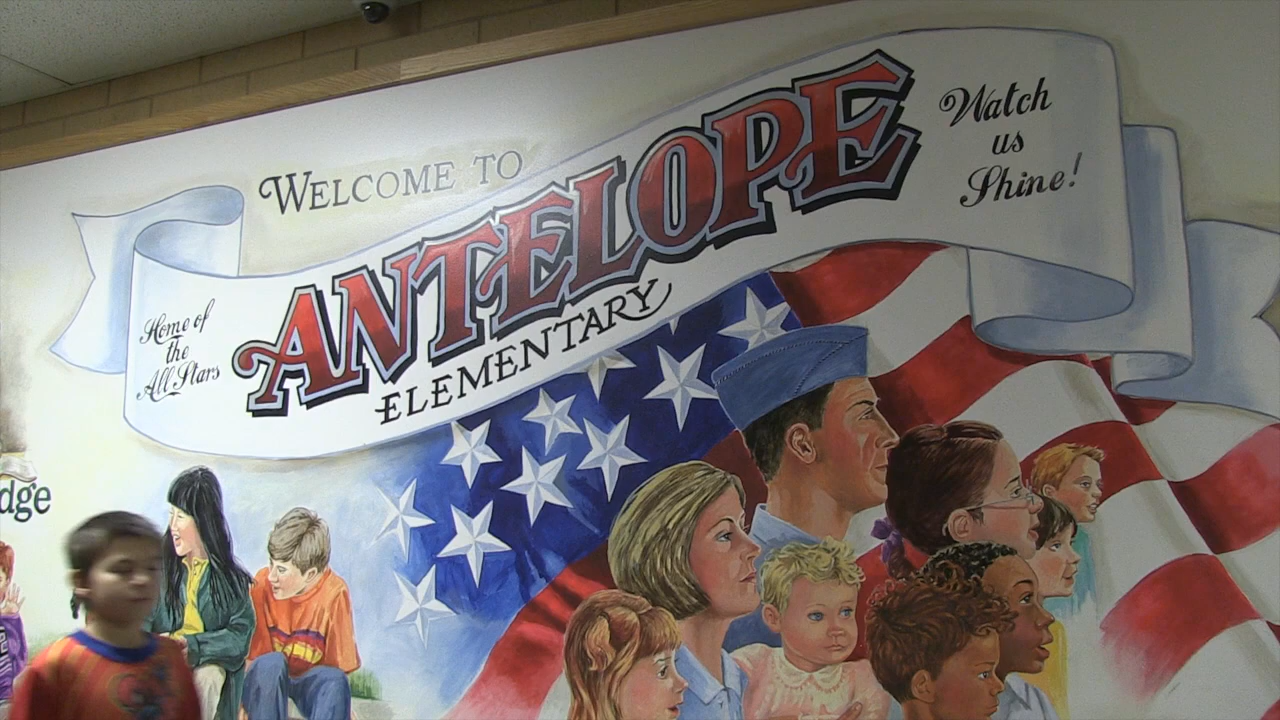 WELCOME TO
ANTELOPE
ELEMENTARY
Home of
the
All Stars
Watch
us
Shine!
dge